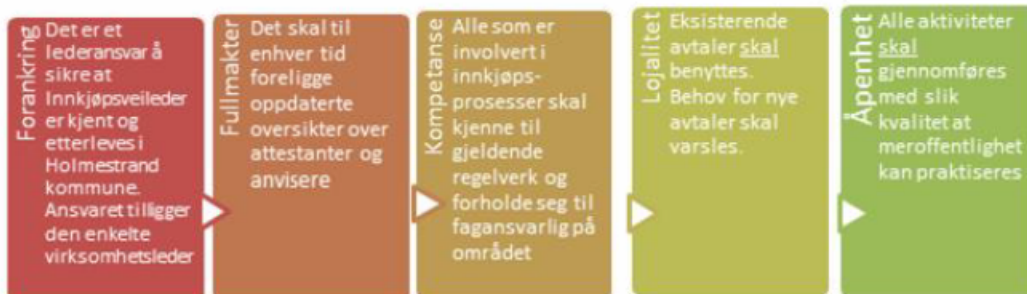 Forankring
Det er et
lederansvar å
sikre at
Innkjøpsveileder
er kjent og
etterleves i
Holmestrand
kommune.
Ansvaret tilligger
den enkelte
virksomhetsleder
Fullmakter
Det skal til
enhver tid
foreligge
oppdaterte
oversikter over
attestanter og
anvisere
Kompetanse
Alle som er
involvert i
innkjøps-
prosesser skal
kjenne til
gjeldende
regelverk og
forholde seg til
fagansvarlig på
området
Lojalitet
Eksisterende
avtaler skal
benyttes.
Behov for nye
avtaler skal
varsles.
Åpenhet
Alle aktiviteter
skal
gjennomføres
med slik
kvalitet at
meroffentlighet
kan praktiseres